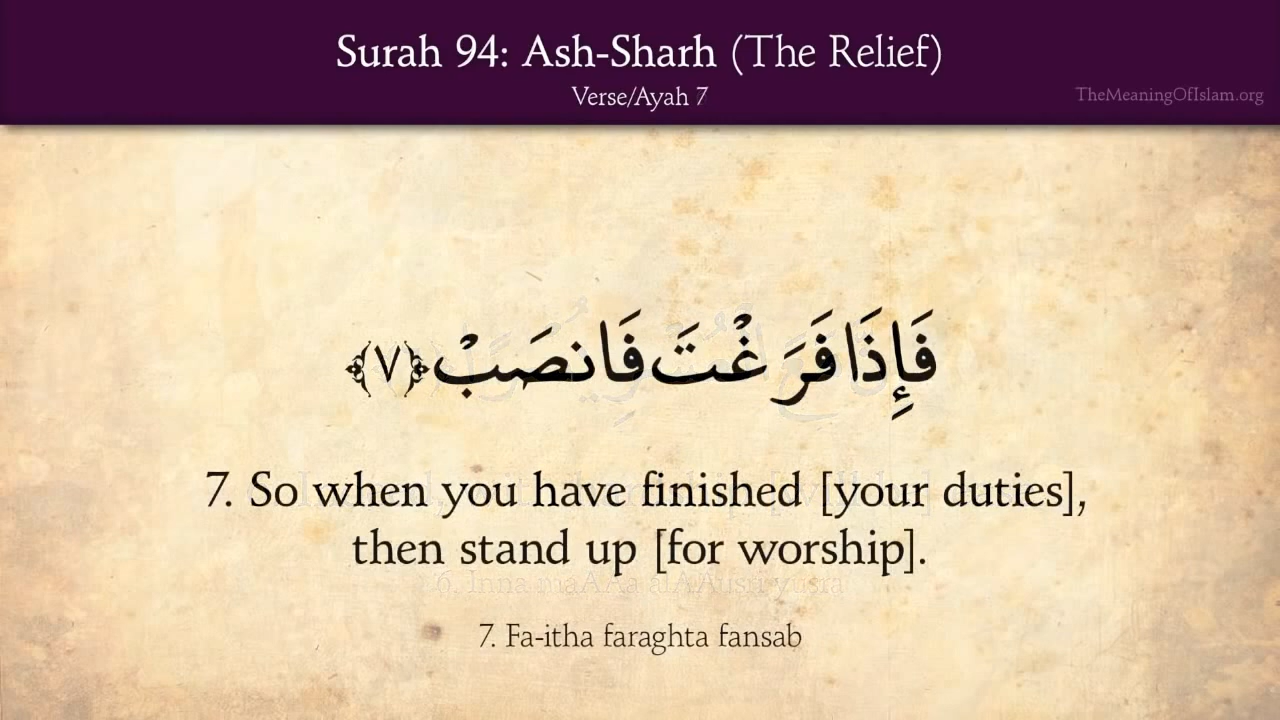 Surah 94: Ash-Sharh (The Relief)
Verse/Ayah 7
TheMeaningOfIslam.org
فَإِذَا فَرَغْتَ فَانصَبْ ﴿٧﴾
7. So when you have finished [your duties],
then stand up [for worship].
7. Fa-itha faraghta fansab